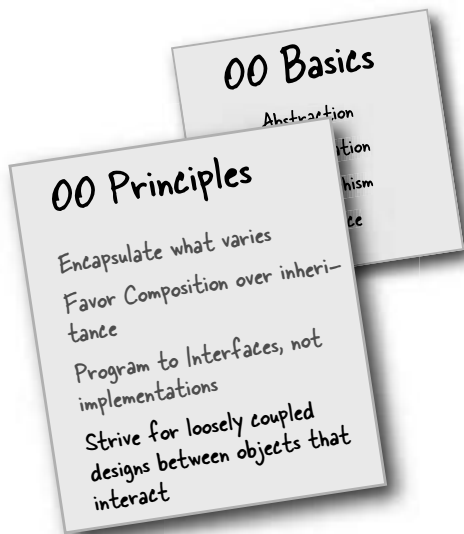 OO Basics
Abstraction
OO Principles
Encapsulate what varies
Favor Composition over inheri-
tance
Program to Interfaces, not
implementations
Strive for loosely coupled
designs between objects that
interact